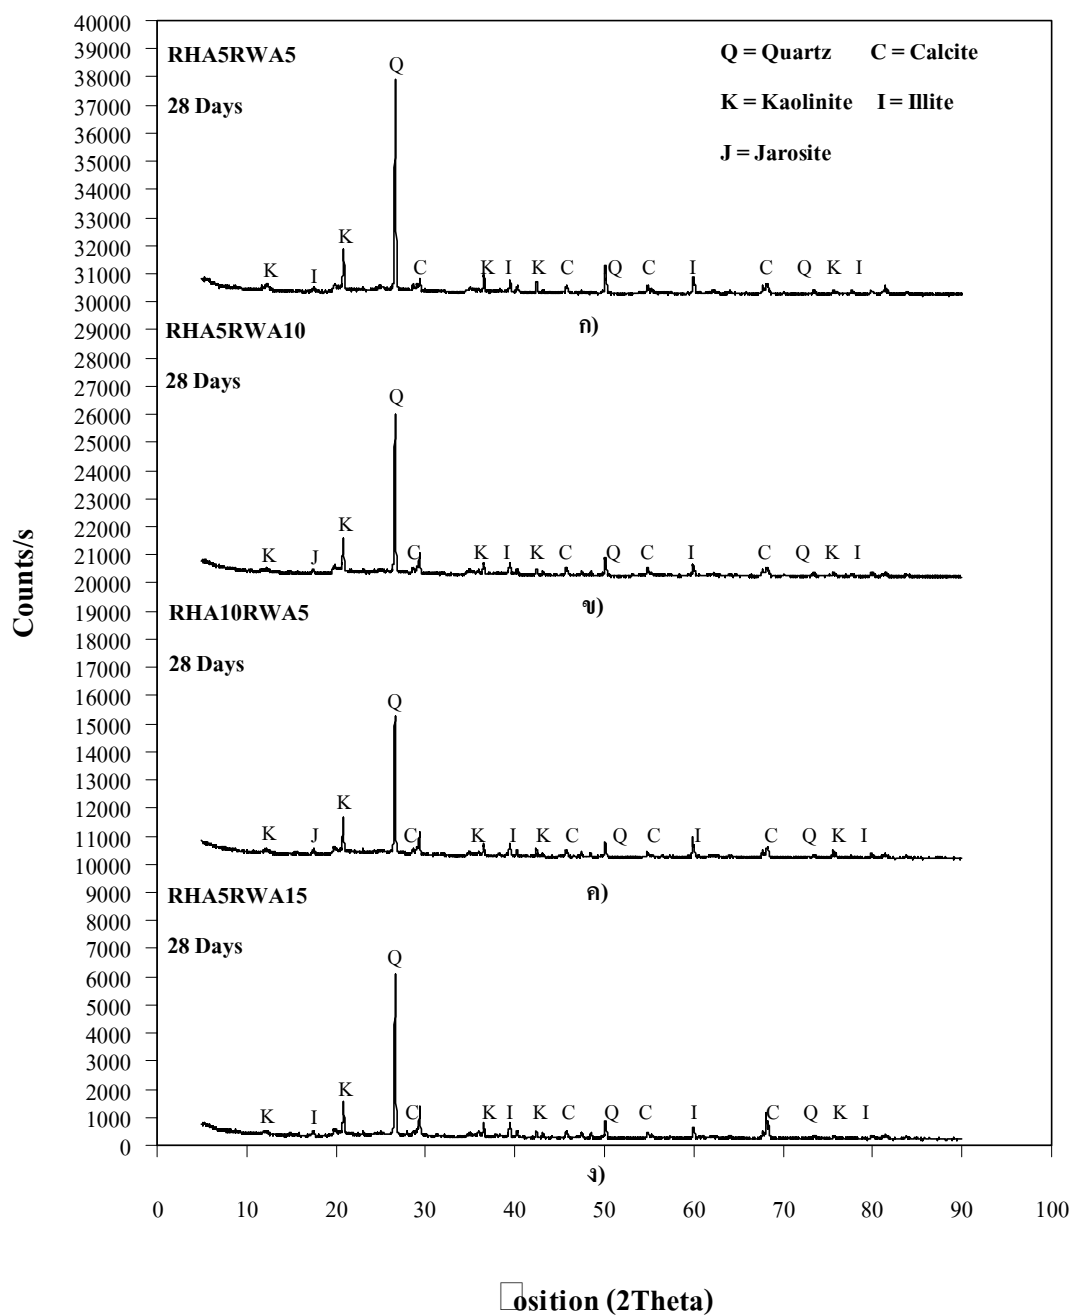 40000
39000
38000
37000
36000
35000
34000
33000
32000
31000
30000
29000
28000
27000
26000
25000
24000
23000
22000
21000
20000
19000
18000
17000
16000
15000
14000
13000
12000
11000
10000
9000
8000
7000
6000
5000
4000
3000
2000
1000
0
Counts/s
Q = Quartz C = Calcite
K = Kaolinite I = Illite
J = Jarosite
RHA5RWA5
28 Days
Q
K
K I C K I K C Q C I C Q K I
ก)
RHA5RWA10
28 Days
Q
K
K J C K I K C Q C I C Q K I
ข)
RHA10RWA5
28 Days
Q
K
K J C K I K C Q C I C Q K I
ค)
RHA5RWA15
28 Days
Q
K
K I C K I K C Q C I C Q K I
ง)
0 10 20 30 40 50 60 70 80 90 100
osition (2Theta)